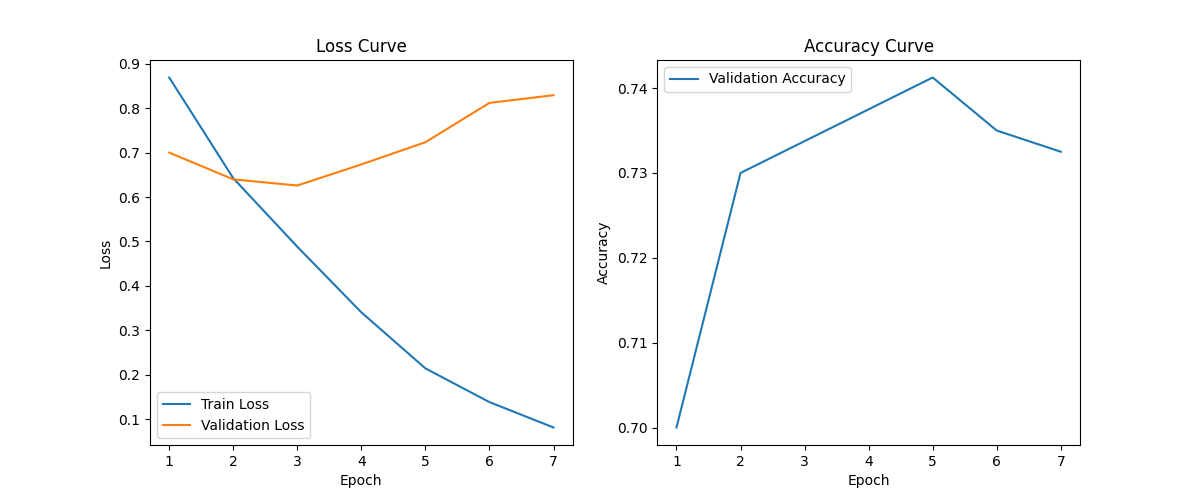 Loss Curve
0.9
0.8
0.7
0.6
0.5
0.4
0.3
0.2
0.1
Loss
Train Loss
Validation Loss
1 2 3 4 5 6 7
Epoch
Accuracy Curve
Validation Accuracy
0.74
0.73
0.72
0.71
0.70
Accuracy
1 2 3 4 5 6 7
Epoch